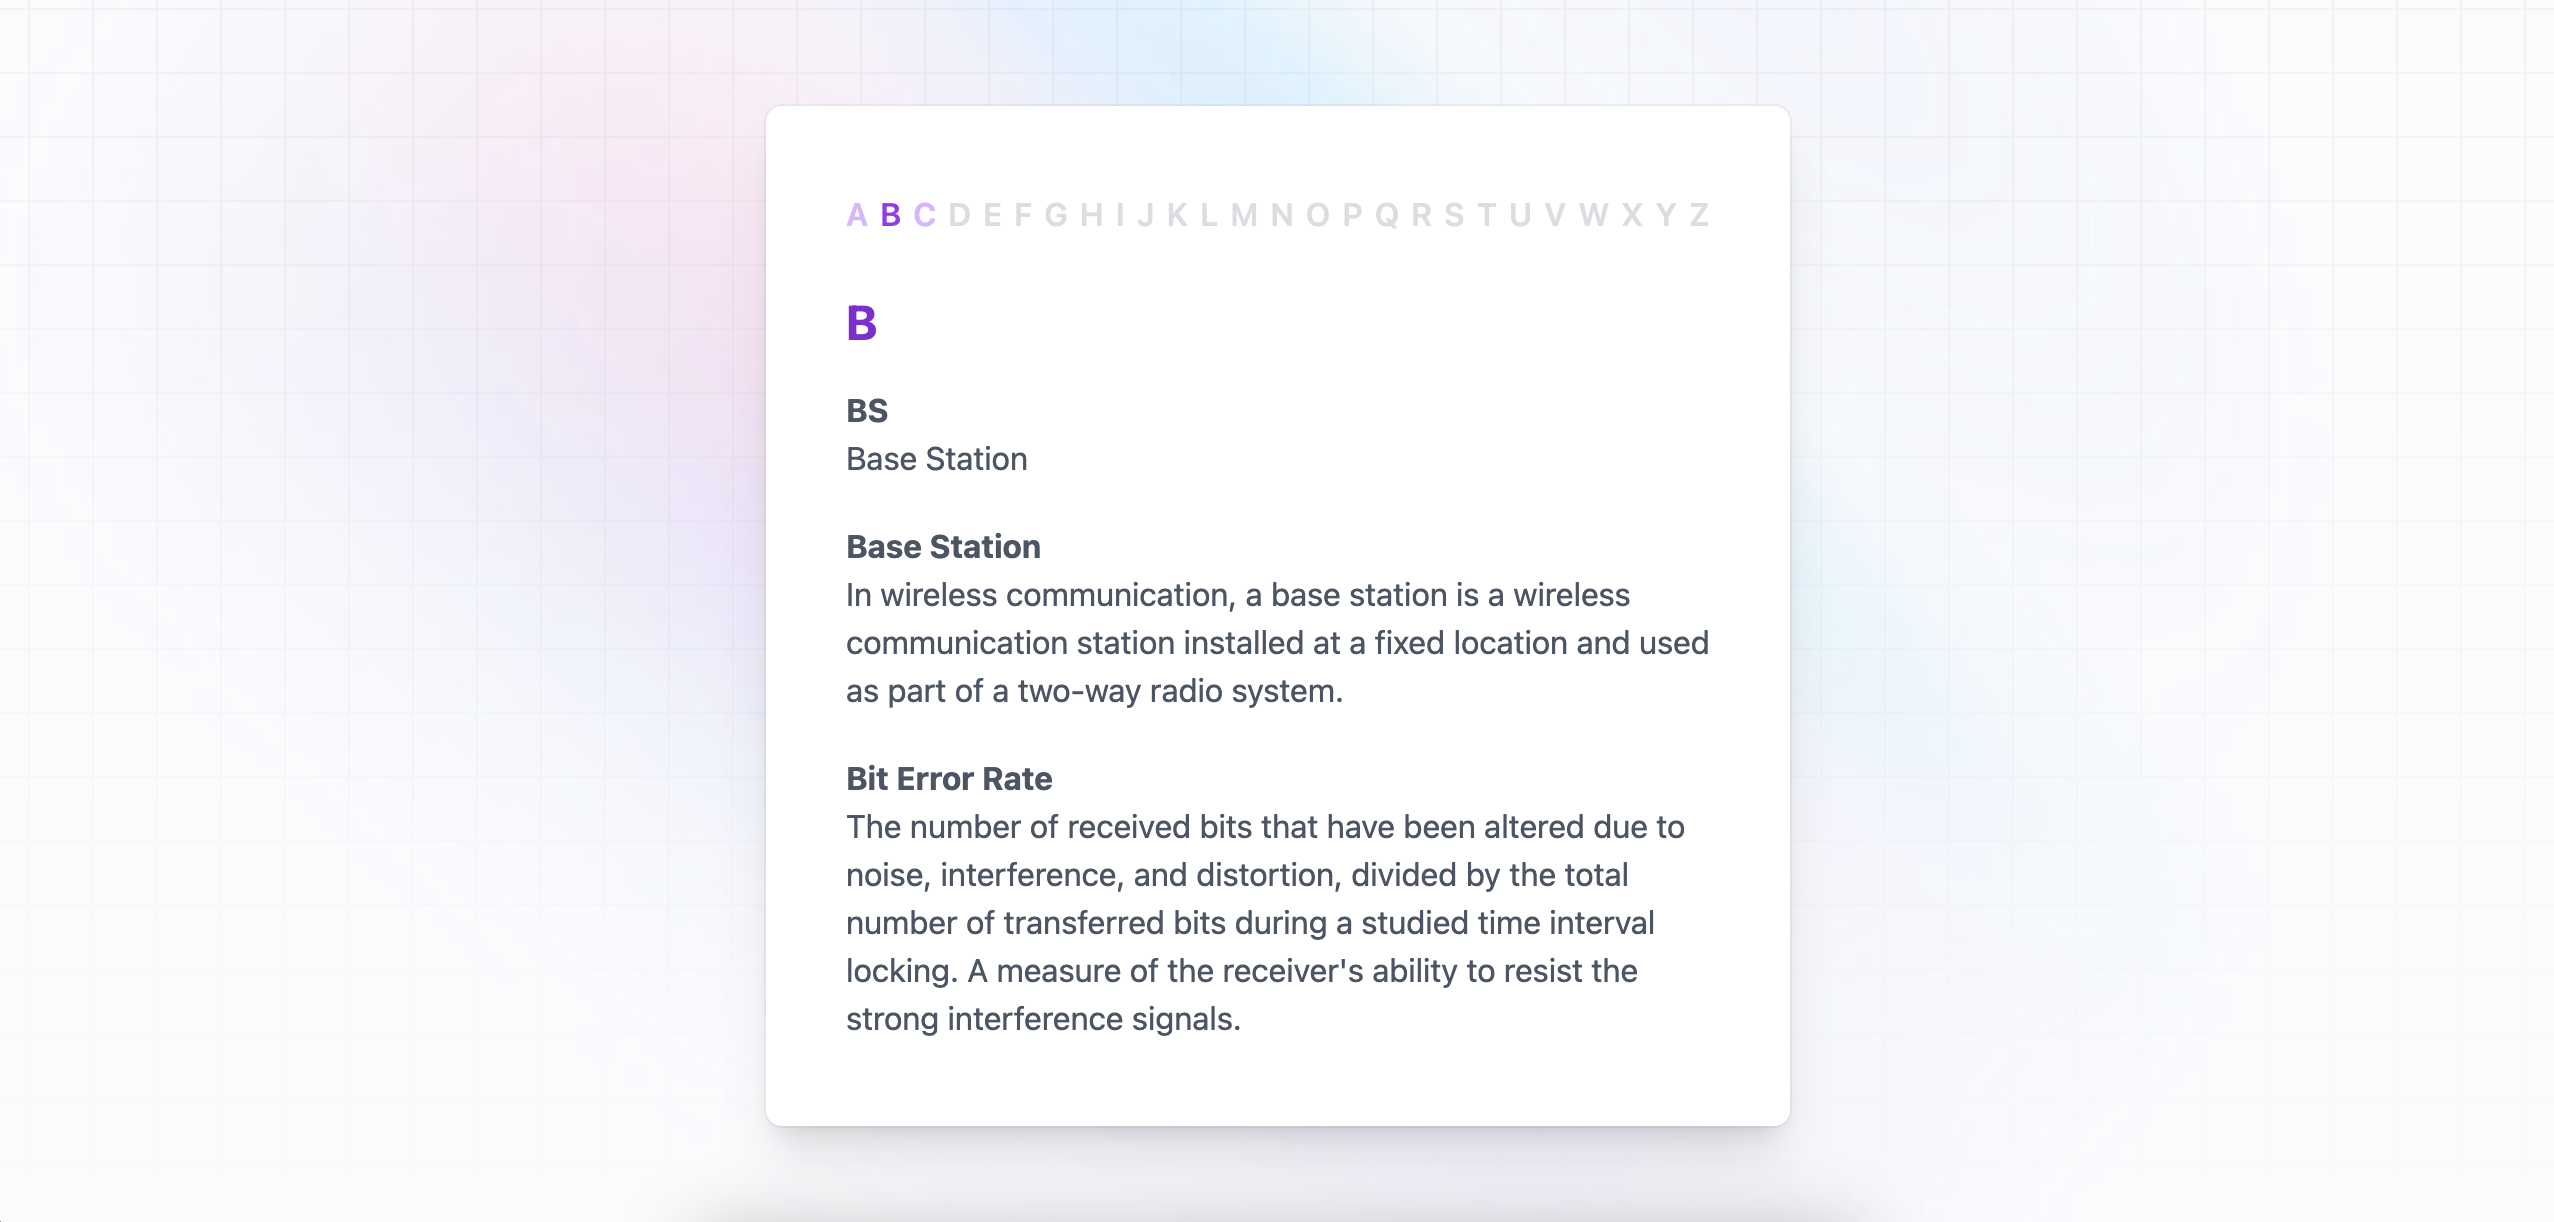 A B C D E F G H I J K L M N O P Q R S T U V W X Y Z
B
BS
Base Station
Base Station
In wireless communication, a base station is a wireless
communication station installed at a fixed location and used
as part of a two-way radio system.
Bit Error Rate
The number of received bits that have been altered due to
noise, interference, and distortion, divided by the total
number of transferred bits during a studied time interval
locking. A measure of the receiver's ability to resist the
strong interference signals.